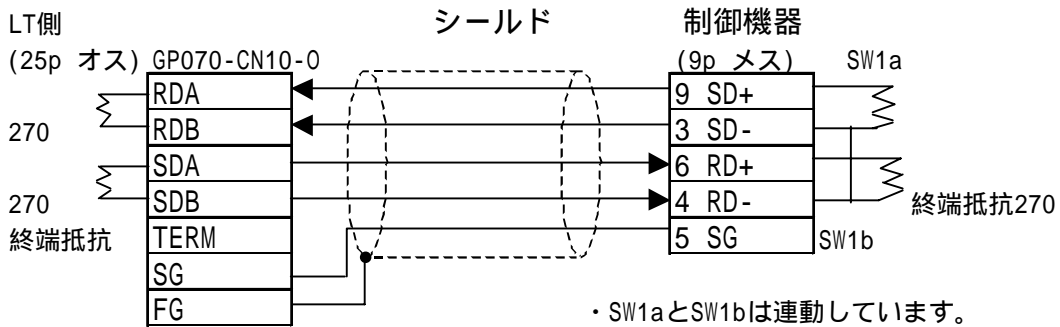 LT側
シールド
制御機器
(25p オス) GP070-CN10-O
(9p メス)
SW1a
RDA
9 SD+
270
RDB
3 SD-
SDA
6 RD+
270
SDB
4 RD-
終端抵抗270
終端抵抗
TERM
5 SG
SW1b
SG
FG
・SW1aとSW1bは連動しています。